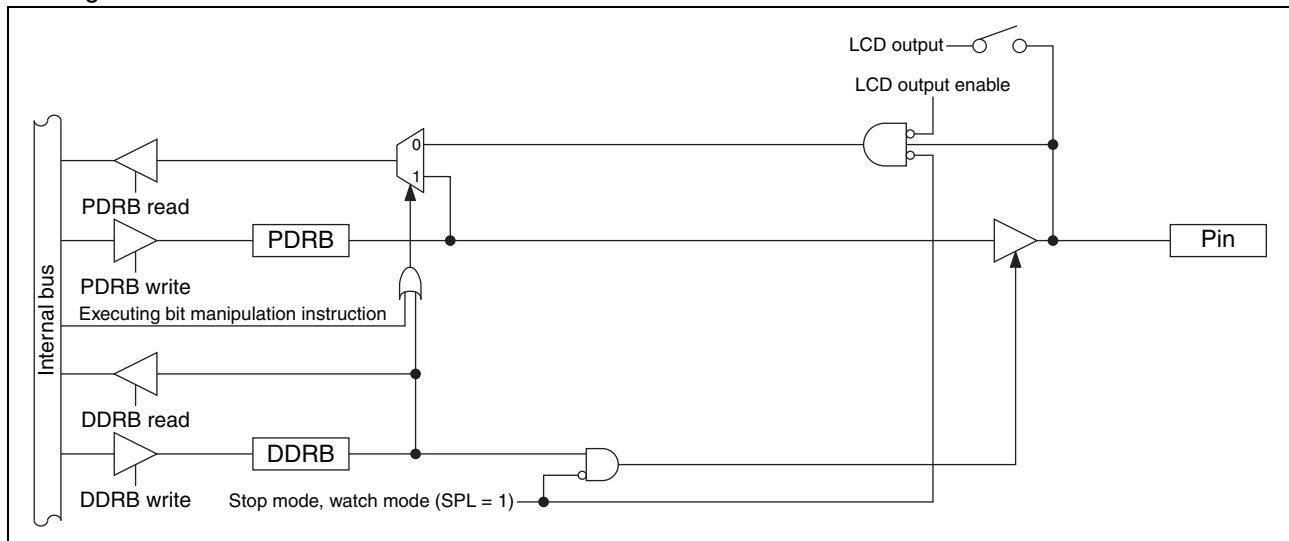 LCD output
LCD output enable
0
1
PDRB read
PDRB
Pin
PDRB write
Internal bus
Executing bit manipulation instruction
DDRB read
DDRB
DDRB write
Stop mode, watch mode (SPL = 1)